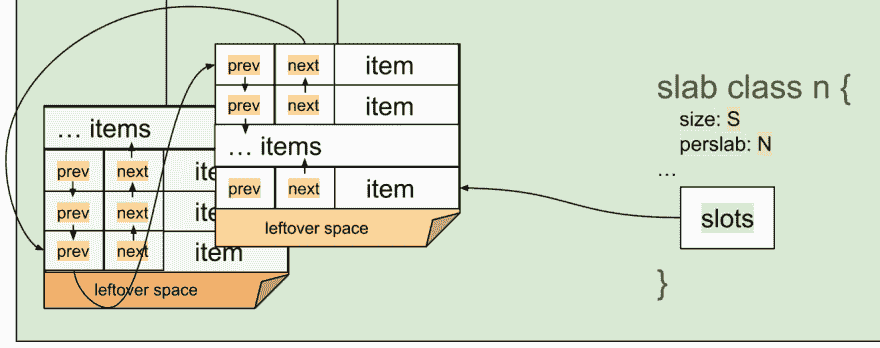 prev next item
prev item
... items
prev next item
leftover space
... items
prev next ite
prev next ite
prev next item
leftover space
slab class n {
size: S
perslab: N
...
slots
}